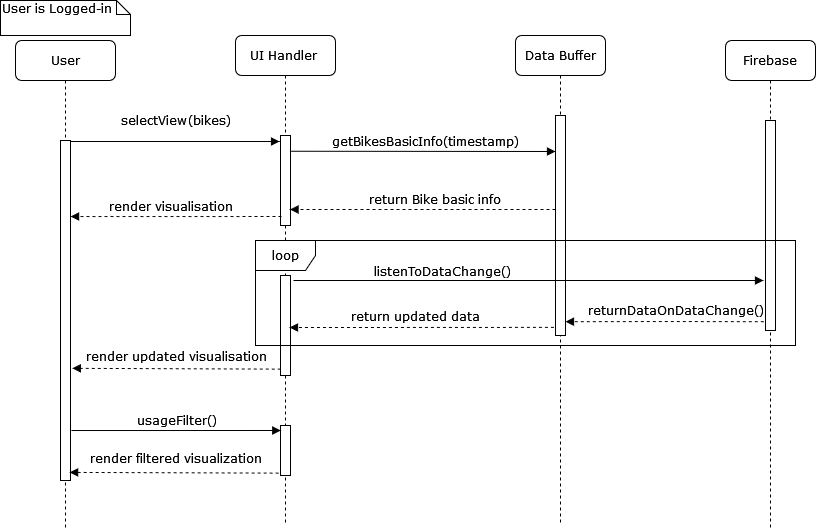 User is Logged-in
User
UI Handler
Data Buffer
Firebase
selectView(bikes)
getBikesBasicInfo(timestamp)
return Bike basic info
render visualisation
loop
listenToDataChange()
returnDataOnDataChange()
return updated data
render updated visualisation
usageFilter()
render filtered visualization